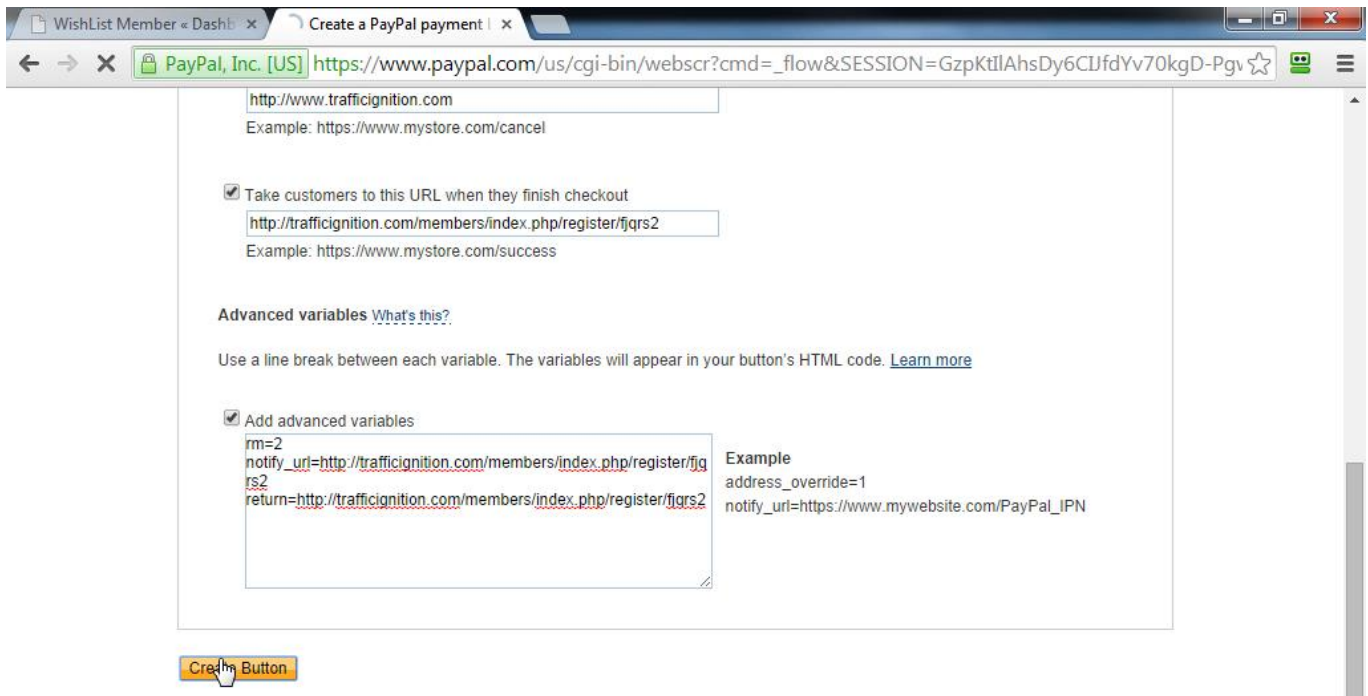 WishList Member « Dashb
Create a PayPal payment
PayPal, Inc. [US] https://www.paypal.com/us/cgi-bin/webscr?cmd=_flow&SESSION=GzpKtIlAhsDy6CIJfdYv70kgD-Pgv
http://www.trafficignition.com
Example: https://www.mystore.com/cancel
Take customers to this URL when they finish checkout
http://trafficignition.com/members/index.php/register/fjqrs2
Example: https://www.mystore.com/success
Advanced variables What's this?
Use a line break between each variable. The variables will appear in your button's HTML code. Learn more
Add advanced variables
rm=2
notify_url=http://trafficignition.com/members/index.php/register/fjq
rs2
return=http://trafficignition.com/members/index.php/register/fjqrs2
Example
address_override=1
notify_url=https://www.mywebsite.com/PayPal_IPN
Create Button